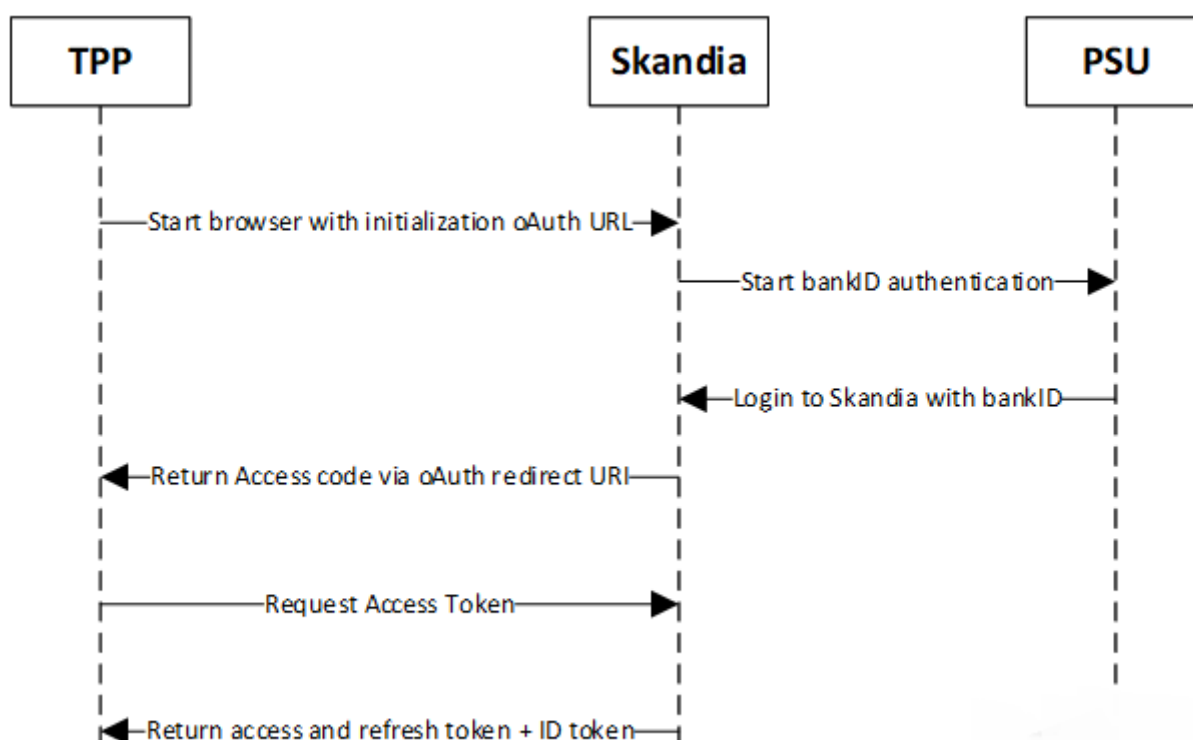 TPP
Skandia
PSU
Start browser with initialization oAuth URL
Start bankID authentication
Login to Skandia with bankID
Return Access code via oAuth redirect URI
Request Access Token
Return access and refresh token + ID token